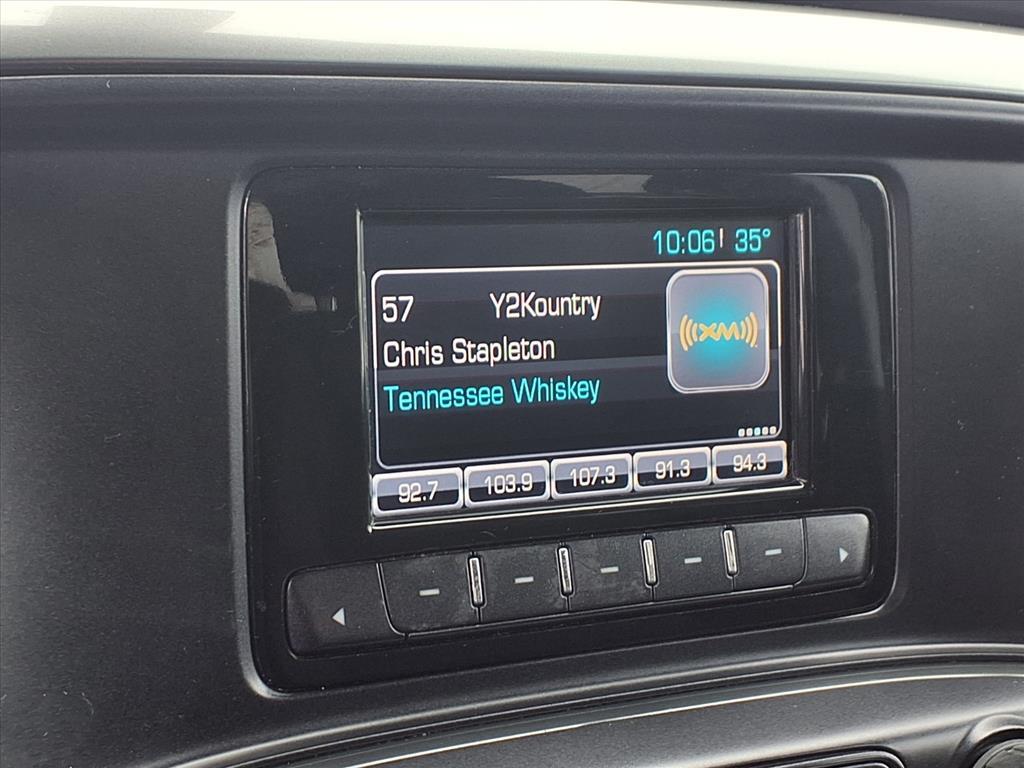 10:06 35°
57 Y2Kountry
Chris Stapleton
Tennessee Whiskey
((XM))
92.7 103.9 107.3 91.3 94.3